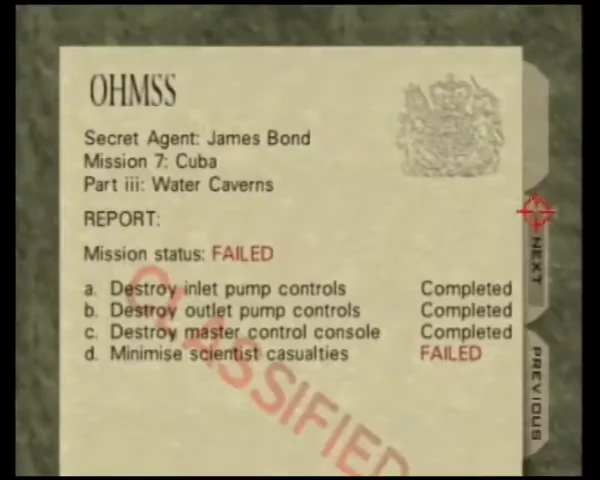 OHMSS
Secret Agent: James Bond
Mission 7: Cuba
Part iii: Water Caverns
REPORT:
Mission status: FAILED
a. Destroy inlet pump controls Completed
b. Destroy outlet pump controls Completed
c. Destroy master control console Completed
d. Minimise scientist casualties FAILED
CLASSIFIED
NEXT
PREVIOUS